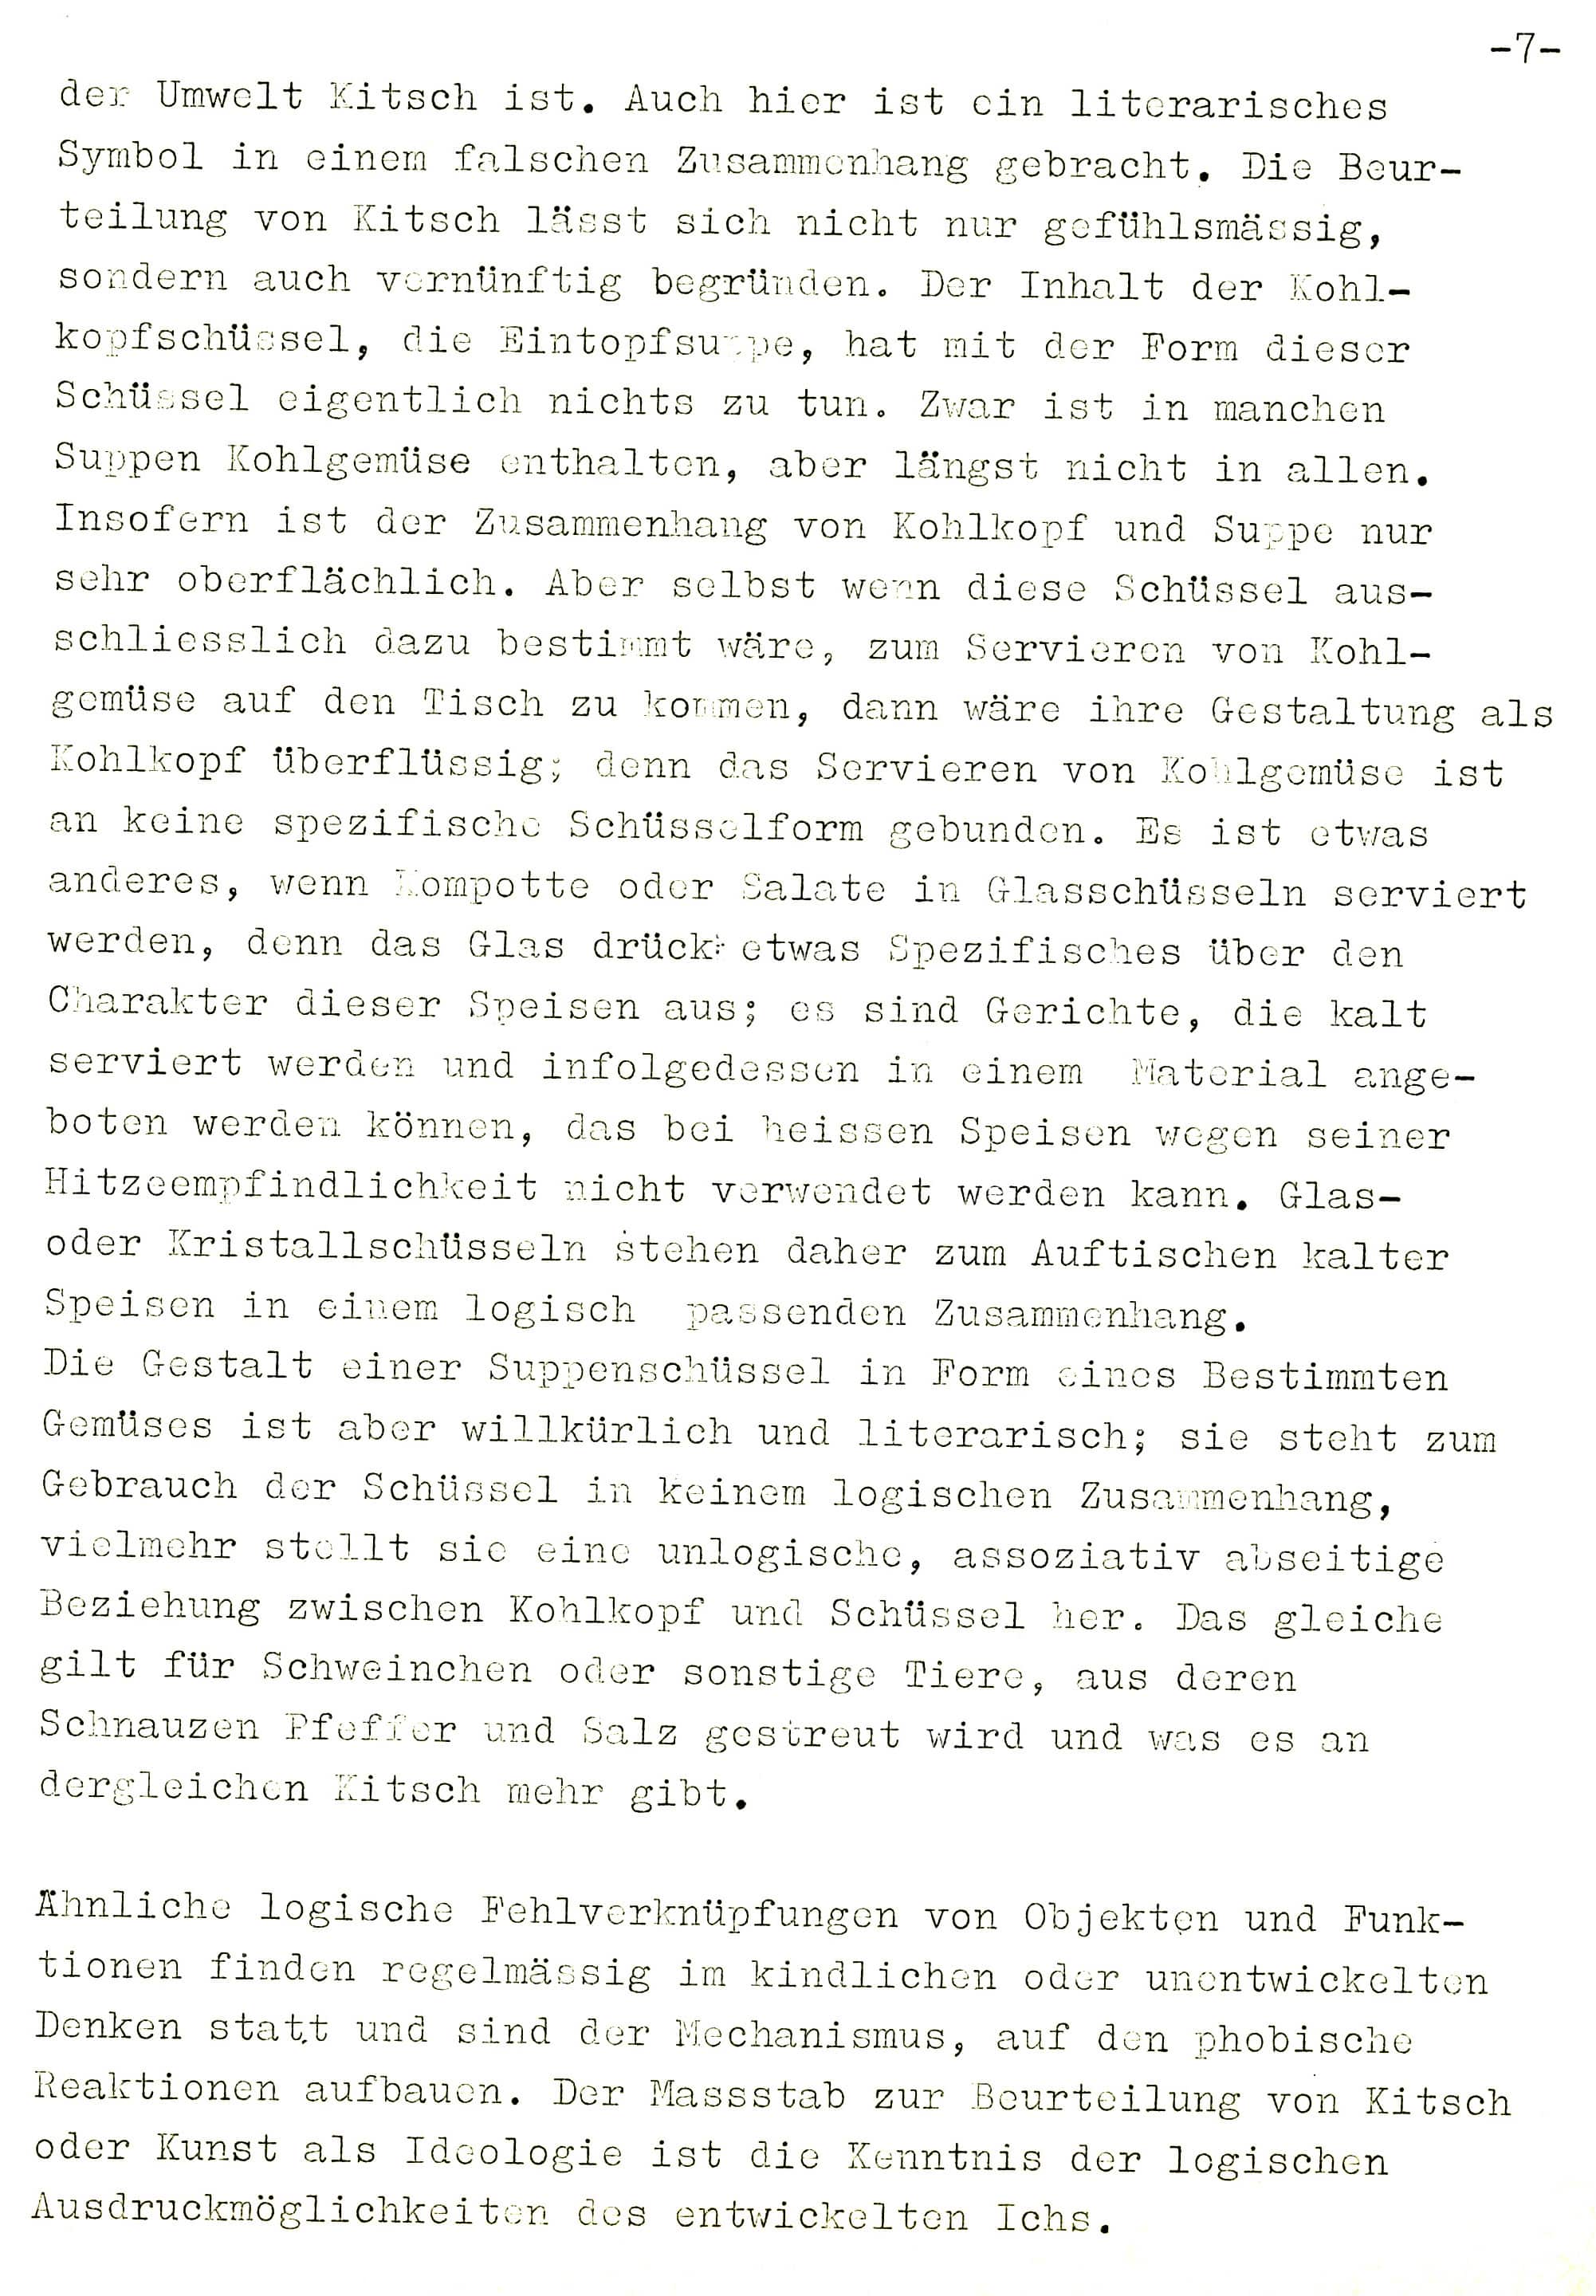 -7-
der Umwelt Kitsch ist. Auch hier ist ein literarisches
Symbol in einem falschen Zusammenhang gebracht. Die Beur-
teilung von Kitsch lässt sich nicht nur gefühlsmässig,
sondern auch vernünftig begründen. Der Inhalt der Kohl-
kopfschüssel, die Eintopfsuppe, hat mit der Form dieser
Schüssel eigentlich nichts zu tun. Zwar ist in manchen
Suppen Kohlgemüse enthalten, aber längst nicht in allen.
Insofern ist der Zusammenhang von Kohlkopf und Suppe nur
sehr oberflächlich. Aber selbst wenn diese Schüssel aus-
schliesslich dazu bestimmt wäre, zum Servieren von Kohl-
gemüse auf den Tisch zu kommen, dann wäre ihre Gestaltung als
Kohlkopf überflüssig; denn das Servieren von Kohlgemüse ist
an keine spezifische Schüsselform gebunden. Es ist etwas
anderes, wenn Kompotte oder Salate in Glasschüsseln serviert
werden, denn das Glas drückt etwas Spezifisches über den
Charakter dieser Speisen aus; es sind Gerichte, die kalt
serviert werden und infolgedessen in einem Material ange-
boten werden können, das bei heissen Speisen wegen seiner
Hitzeempfindlichkeit nicht verwendet werden kann. Glas-
oder Kristallschüsseln stehen daher zum Auftischen kalter
Speisen in einem logisch passenden Zusammenhang.
Die Gestalt einer Suppenschüssel in Form eines Bestimmten
Gemüses ist aber willkürlich und literarisch; sie steht zum
Gebrauch der Schüssel in keinem logischen Zusammenhang,
vielmehr stellt sie eine unlogische, assoziativ abseitige
Beziehung zwischen Kohlkopf und Schüssel her. Das gleiche
gilt für Schweinchen oder sonstige Tiere, aus deren
Schnauzen Pfeffer und Salz gestreut wird und was es an
dergleichen Kitsch mehr gibt.
Ähnliche logische Fehlverknüpfungen von Objekten und Funk-
tionen finden regelmässig im kindlichen oder unentwickelten
Denken statt und sind der Mechanismus, auf den phobische
Reaktionen aufbauen. Der Massstab zur Beurteilung von Kitsch
oder Kunst als Ideologie ist die Kenntnis der logischen
Ausdruckmöglichkeiten des entwickelten Ichs.